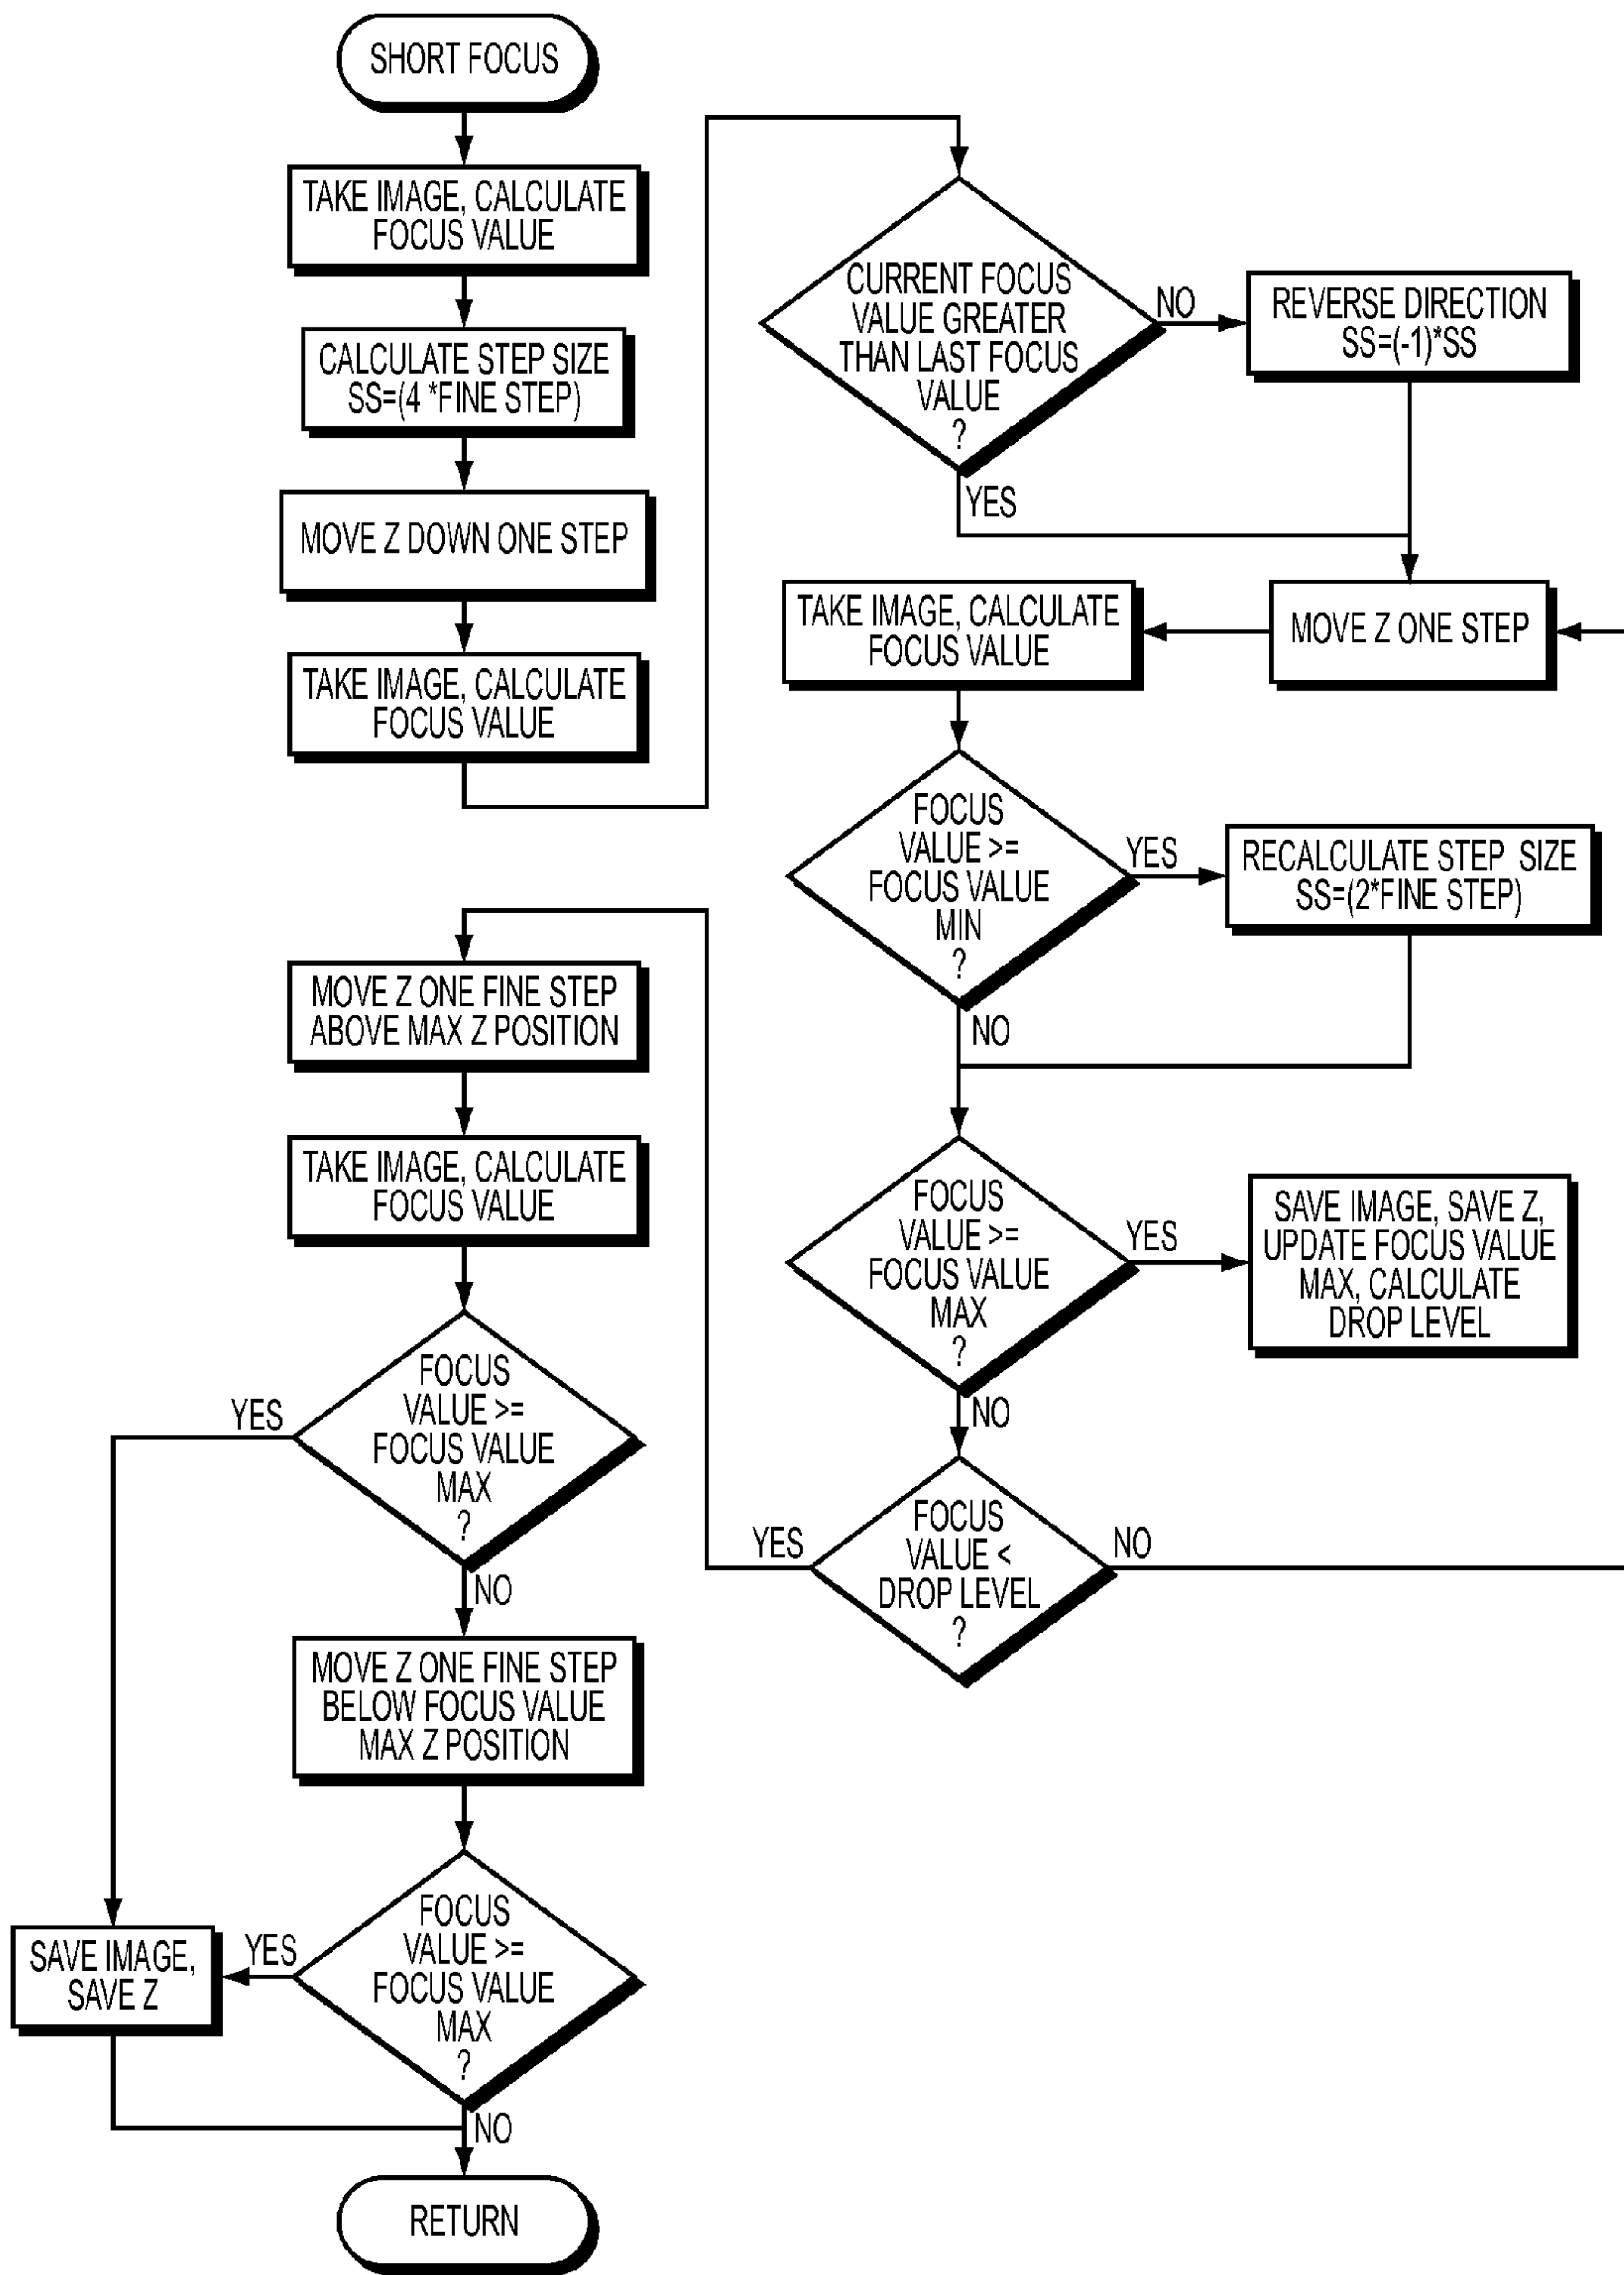 SHORT FOCUS
TAKE IMAGE, CALCULATE
FOCUS VALUE
CALCULATE STEP SIZE
SS=(4 *FINE STEP)
MOVE Z DOWN ONE STEP
TAKE IMAGE, CALCULATE
FOCUS VALUE
CURRENT FOCUS
VALUE GREATER
THAN LAST FOCUS
VALUE
?
NO
YES
REVERSE DIRECTION
SS=(-1)*SS
MOVE Z ONE STEP
TAKE IMAGE, CALCULATE
FOCUS VALUE
FOCUS
VALUE >=
FOCUS VALUE
MIN
?
YES
NO
RECALCULATE STEP SIZE
SS=(2*FINE STEP)
FOCUS
VALUE >=
FOCUS VALUE
MAX
?
YES
NO
SAVE IMAGE, SAVE Z,
UPDATE FOCUS VALUE
MAX, CALCULATE
DROP LEVEL
FOCUS
VALUE <
DROP LEVEL
?
YES
NO
MOVE Z ONE FINE STEP
ABOVE MAX Z POSITION
TAKE IMAGE, CALCULATE
FOCUS VALUE
FOCUS
VALUE >=
FOCUS VALUE
MAX
?
YES
NO
MOVE Z ONE FINE STEP
BELOW FOCUS VALUE
MAX Z POSITION
FOCUS
VALUE >=
FOCUS VALUE
MAX
?
YES
NO
SAVE IMAGE,
SAVE Z
RETURN